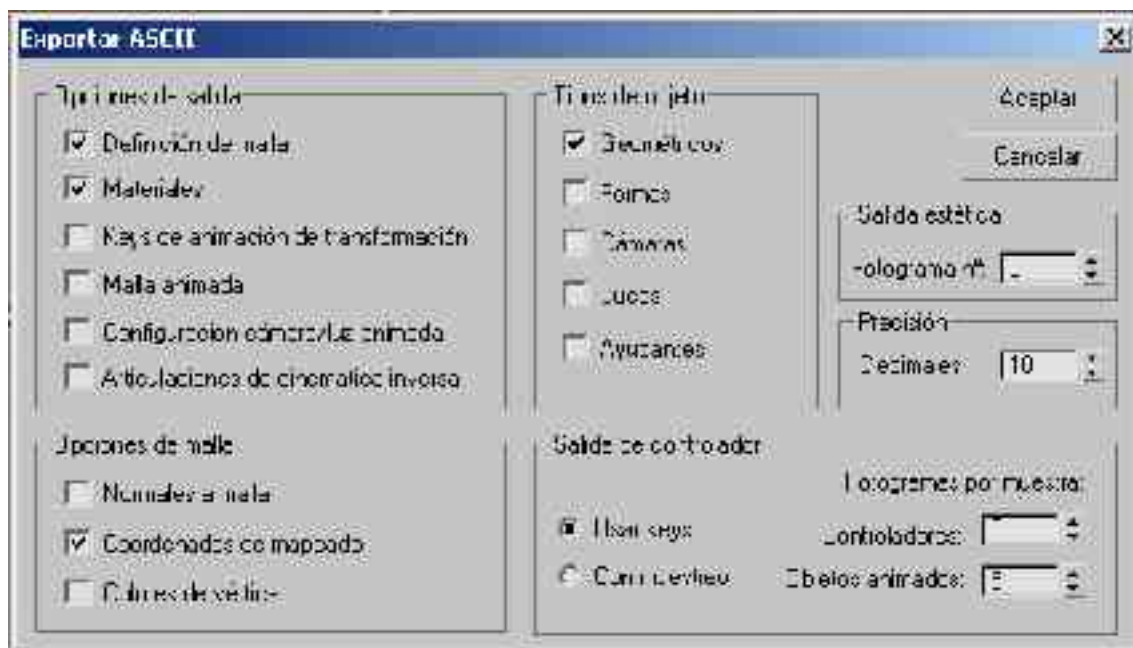 Exportar ASCII
Opciones de salida
Definición de malla
Materiales
Keys de animación de transformación
Malla animada
Configuración cámara/luz animada
Articulaciones de cinemática inversa
Opciones de malla
Normales a malla
Coordenadas de mapeado
Colores de vértice
Tipos de objeto
Geométricos
Formas
Cámaras
Luces
Ayudantes
Aceptar
Cancelar
Salida estática
Fotograma nº:
Precisión
Decimales:
10
Salida de controlador
Usar keys
Fotogramas por muestra:
Controladores:
Objetos animados:
5